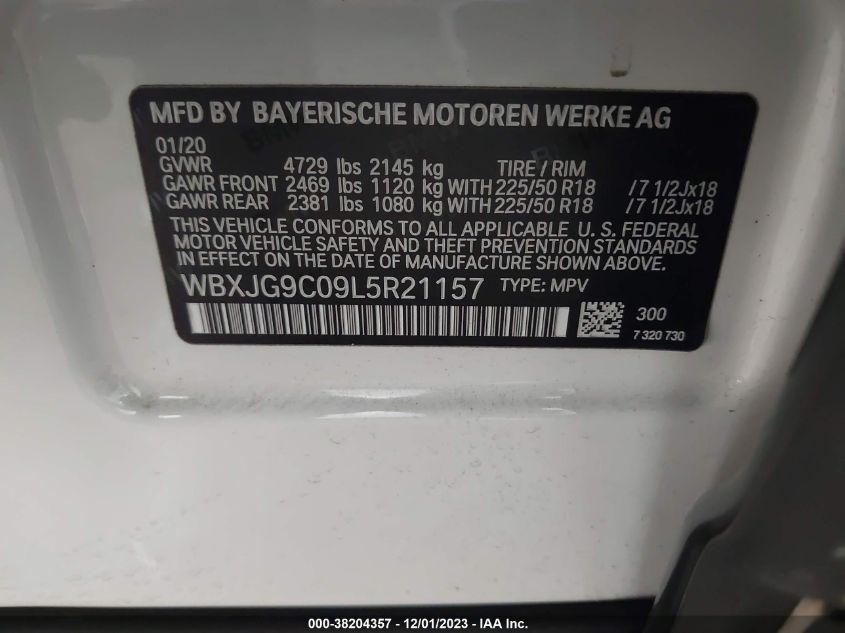 MFD BY BAYERISCHE MOTOREN WERKE AG
01/20
GVWR 4729 lbs 2145 kg TIRE / RIM
GAWR FRONT 2469 lbs 1120 kg WITH 225/50 R18 / 7 1/2Jx18
GAWR REAR 2381 lbs 1080 kg WITH 225/50 R18 / 7 1/2Jx18
THIS VEHICLE CONFORMS TO ALL APPLICABLE U. S. FEDERAL
MOTOR VEHICLE SAFETY AND THEFT PREVENTION STANDARDS
IN EFFECT ON THE DATE OF MANUFACTURE SHOWN ABOVE.
WBXJG9C09L5R21157 TYPE: MPV
300
7 320 730
000-38204357 - 12/01/2023 - IAA Inc.